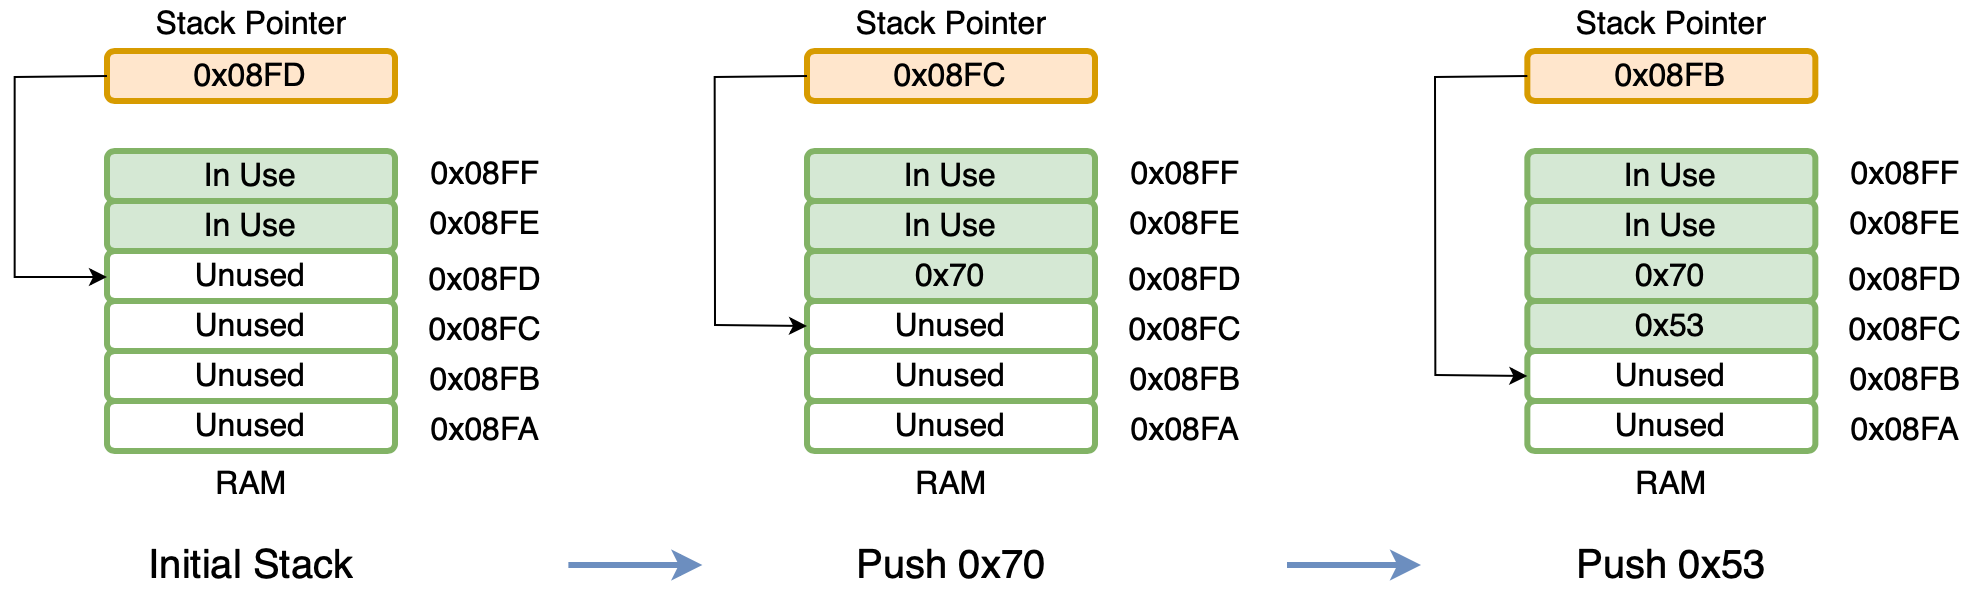 Stack Pointer
0x08FD
In Use 0x08FF
In Use 0x08FE
Unused 0x08FD
Unused 0x08FC
Unused 0x08FB
Unused 0x08FA
RAM
Initial Stack
Stack Pointer
0x08FC
In Use 0x08FF
In Use 0x08FE
0x70 0x08FD
Unused 0x08FC
Unused 0x08FB
Unused 0x08FA
RAM
Push 0x70
Stack Pointer
0x08FB
In Use 0x08FF
In Use 0x08FE
0x70 0x08FD
0x53 0x08FC
Unused 0x08FB
Unused 0x08FA
RAM
Push 0x53